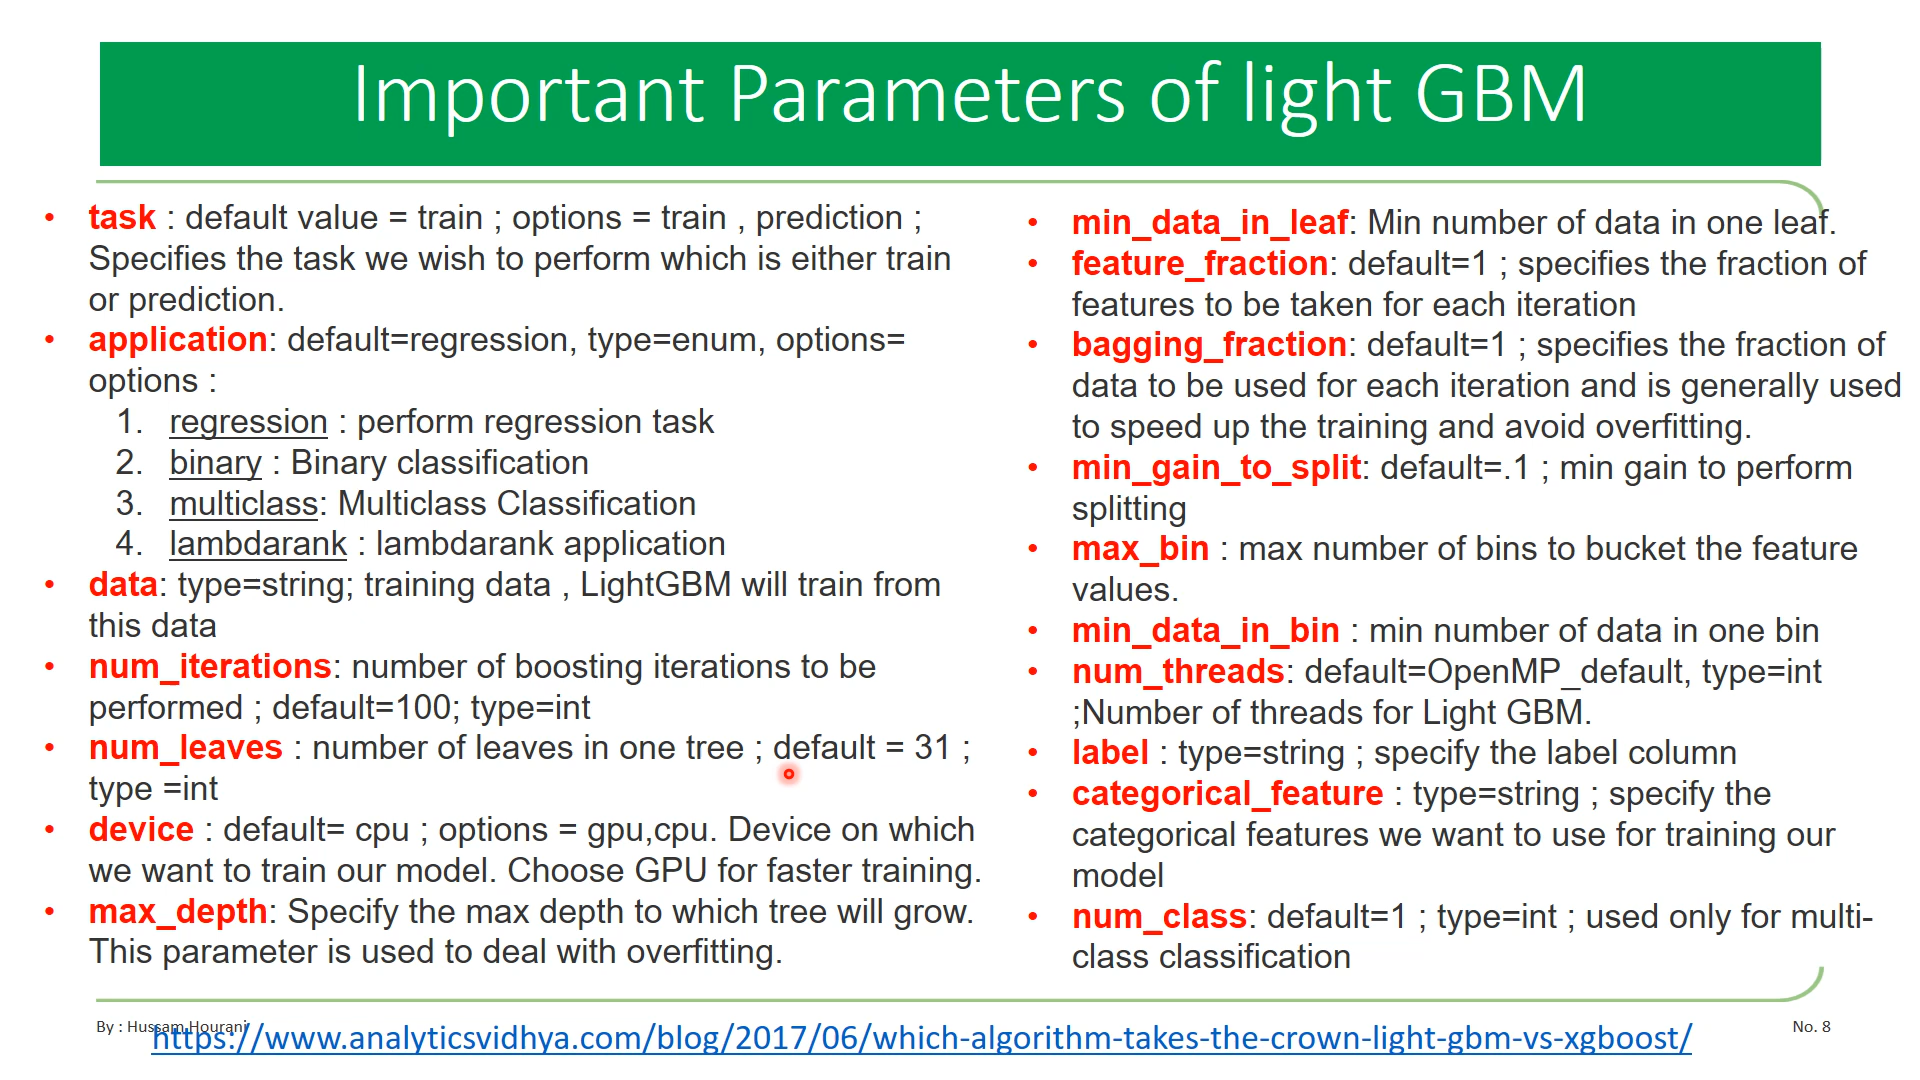 Important Parameters of light GBM
• task : default value = train ; options = train , prediction ;
Specifies the task we wish to perform which is either train
or prediction.
• application: default=regression, type=enum, options=
options :
1. regression : perform regression task
2. binary : Binary classification
3. multiclass: Multiclass Classification
4. lambdarank : lambdarank application
• data: type=string; training data , LightGBM will train from
this data
• num_iterations: number of boosting iterations to be
performed ; default=100; type=int
• num_leaves : number of leaves in one tree ; default = 31 ;
type =int
• device : default= cpu ; options = gpu,cpu. Device on which
we want to train our model. Choose GPU for faster training.
• max_depth: Specify the max depth to which tree will grow.
This parameter is used to deal with overfitting.
• min_data_in_leaf: Min number of data in one leaf.
• feature_fraction: default=1 ; specifies the fraction of
features to be taken for each iteration
• bagging_fraction: default=1 ; specifies the fraction of
data to be used for each iteration and is generally used
to speed up the training and avoid overfitting.
• min_gain_to_split: default=.1 ; min gain to perform
splitting
• max_bin : max number of bins to bucket the feature
values.
• min_data_in_bin : min number of data in one bin
• num_threads: default=OpenMP_default, type=int
;Number of threads for Light GBM.
• label : type=string ; specify the label column
• categorical_feature : type=string ; specify the
categorical features we want to use for training our
model
• num_class: default=1 ; type=int ; used only for multi-
class classification
By : Hussam Hourani
https://www.analyticsvidhya.com/blog/2017/06/which-algorithm-takes-the-crown-light-gbm-vs-xgboost/
No. 8